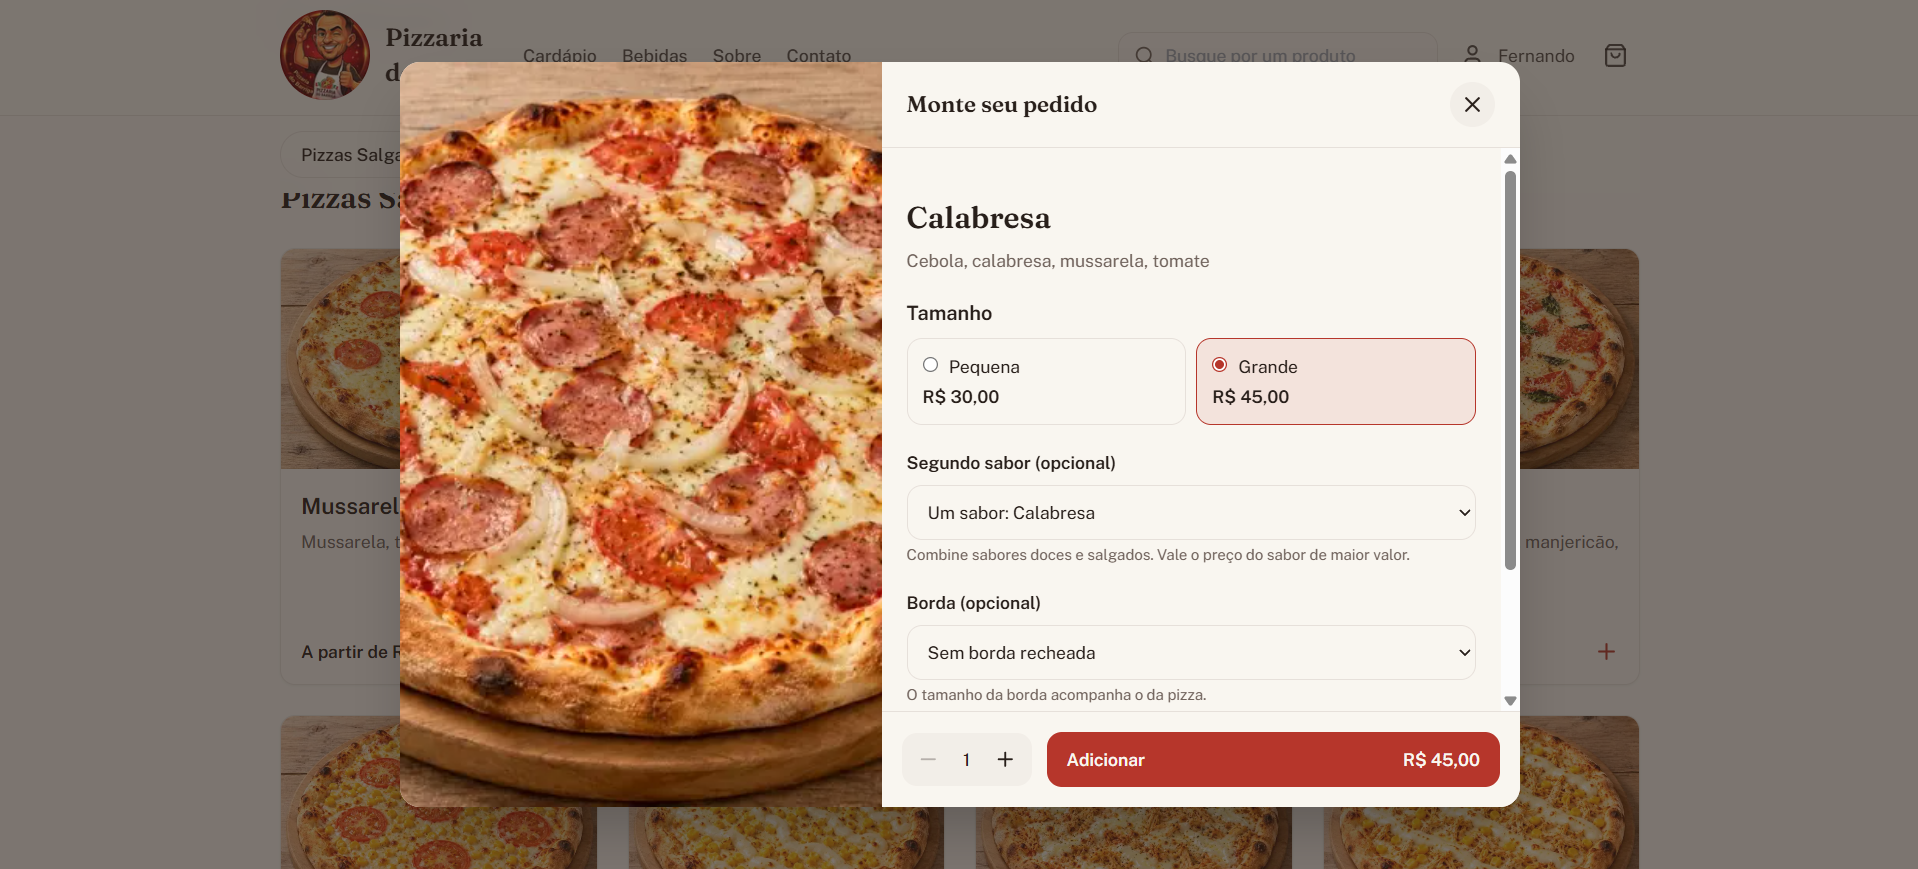 Pizzaria
Cardápio
Bebidas
Sobre
Contato
Busque por um produto
Fernando
Pizzas Salga
Pizzas Sa
Mussarel
Mussarela, t
A partir de R
Monte seu pedido
Calabresa
Cebola, calabresa, mussarela, tomate
Tamanho
Pequena
R$ 30,00
Grande
R$ 45,00
Segundo sabor (opcional)
Um sabor: Calabresa
Combine sabores doces e salgados. Vale o preço do sabor de maior valor.
Borda (opcional)
Sem borda recheada
O tamanho da borda acompanha o da pizza.
1
Adicionar
R$ 45,00
manjericão,